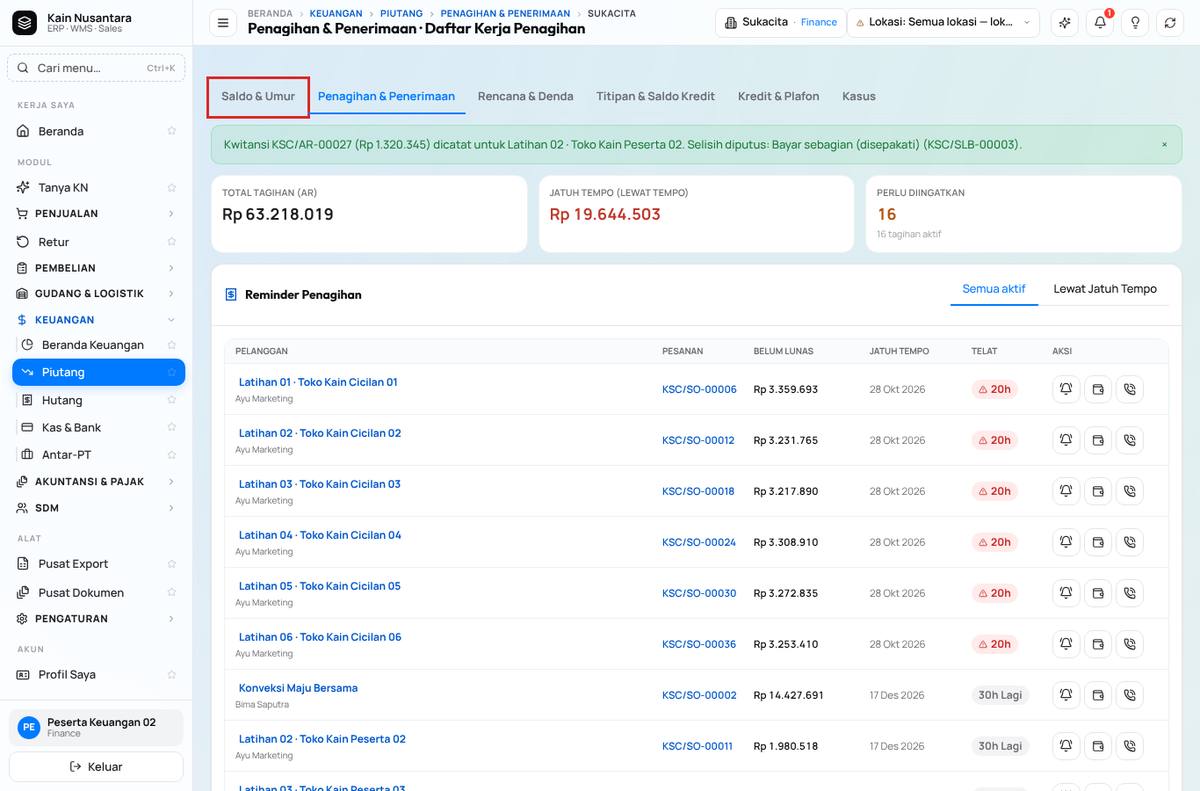 Kain Nusantara
ERP · WMS · Sales
Cari menu... Ctrl+K
KERJA SAYA
Beranda
MODUL
Tanya KN
PENJUALAN
Retur
PEMBELIAN
GUDANG & LOGISTIK
KEUANGAN
Beranda Keuangan
Piutang
Hutang
Kas & Bank
Antar-PT
AKUNTANSI & PAJAK
SDM
ALAT
Pusat Export
Pusat Dokumen
PENGATURAN
AKUN
Profil Saya
PE Peserta Keuangan 02
Finance
Keluar
BERANDA › KEUANGAN › PIUTANG › PENAGIHAN & PENERIMAAN › SUKACITA
Penagihan & Penerimaan · Daftar Kerja Penagihan
Sukacita · Finance
Lokasi: Semua lokasi — lok...
1
Saldo & Umur Penagihan & Penerimaan Rencana & Denda Titipan & Saldo Kredit Kredit & Plafon Kasus
Kwitansi KSC/AR-00027 (Rp 1.320.345) dicatat untuk Latihan 02 · Toko Kain Peserta 02. Selisih diputus: Bayar sebagian (disepakati) (KSC/SLB-00003). ×
TOTAL TAGIHAN (AR)
Rp 63.218.019
JATUH TEMPO (LEWAT TEMPO)
Rp 19.644.503
PERLU DIINGATKAN
16
16 tagihan aktif
Reminder Penagihan
Semua aktif Lewat Jatuh Tempo
PELANGGAN PESANAN BELUM LUNAS JATUH TEMPO TELAT AKSI
Latihan 01 · Toko Kain Cicilan 01 KSC/SO-00006 Rp 3.359.693 28 Okt 2026 20h
Ayu Marketing
Latihan 02 · Toko Kain Cicilan 02 KSC/SO-00012 Rp 3.231.765 28 Okt 2026 20h
Ayu Marketing
Latihan 03 · Toko Kain Cicilan 03 KSC/SO-00018 Rp 3.217.890 28 Okt 2026 20h
Ayu Marketing
Latihan 04 · Toko Kain Cicilan 04 KSC/SO-00024 Rp 3.308.910 28 Okt 2026 20h
Ayu Marketing
Latihan 05 · Toko Kain Cicilan 05 KSC/SO-00030 Rp 3.272.835 28 Okt 2026 20h
Ayu Marketing
Latihan 06 · Toko Kain Cicilan 06 KSC/SO-00036 Rp 3.253.410 28 Okt 2026 20h
Ayu Marketing
Konveksi Maju Bersama KSC/SO-00002 Rp 14.427.691 17 Des 2026 30h Lagi
Bima Saputra
Latihan 02 · Toko Kain Peserta 02 KSC/SO-00011 Rp 1.980.518 17 Des 2026 30h Lagi
Ayu Marketing
Latihan 03 · Toko Kain Peserta 03